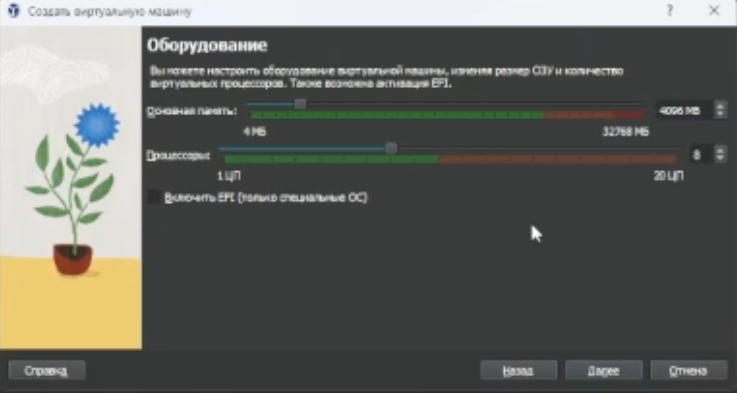 Создать виртуальную машину
?
Оборудование
Вы можете настроить оборудование виртуальной машины, изменяя размер ОЗУ и количество
виртуальных процессоров. Также возможна активация EFI.
Основная память:
4096 МБ
4 МБ
32768 МБ
Процессоры:
8
1 ЦП
20 ЦП
Включить EFI (только специальные ОС)
Справка
Назад
Далее
Отмена